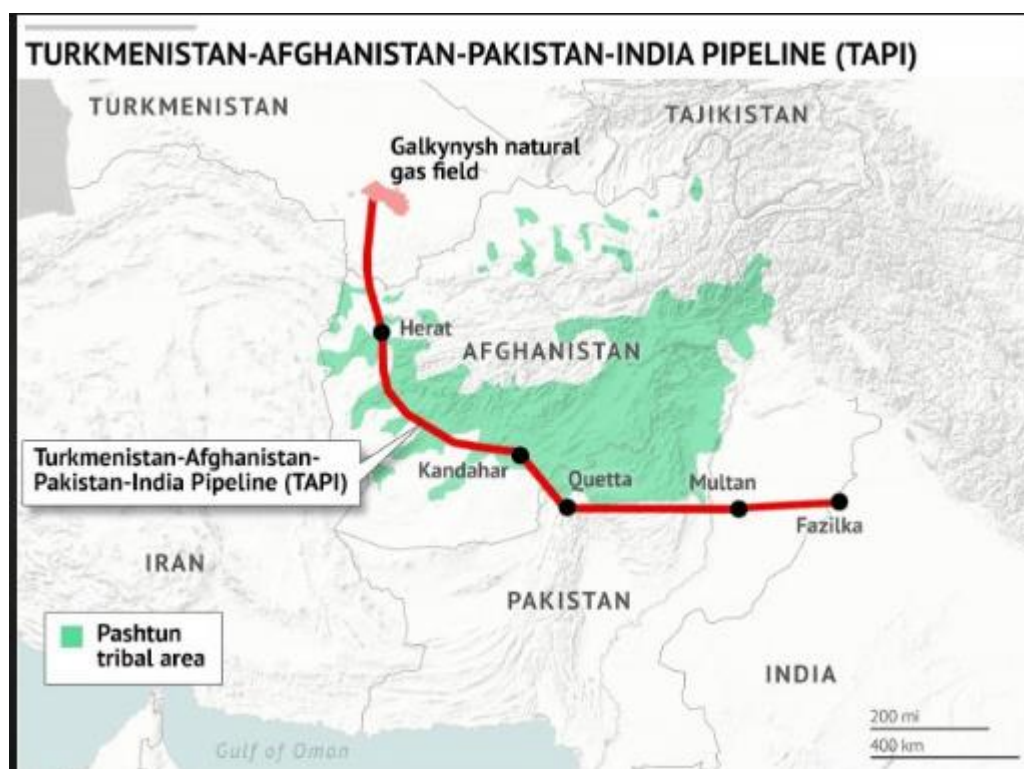 TURKMENISTAN-AFGHANISTAN-PAKISTAN-INDIA PIPELINE (TAPI)
TURKMENISTAN
TAJIKISTAN
Galkynysh natural
gas field
Herat
AFGHANISTAN
Turkmenistan-Afghanistan-
Pakistan-India Pipeline (TAPI)
Kandahar
Quetta
Multan
Fazilka
IRAN
PAKISTAN
Pashtun
tribal area
INDIA
200 mi
400 km
Gulf of Oman